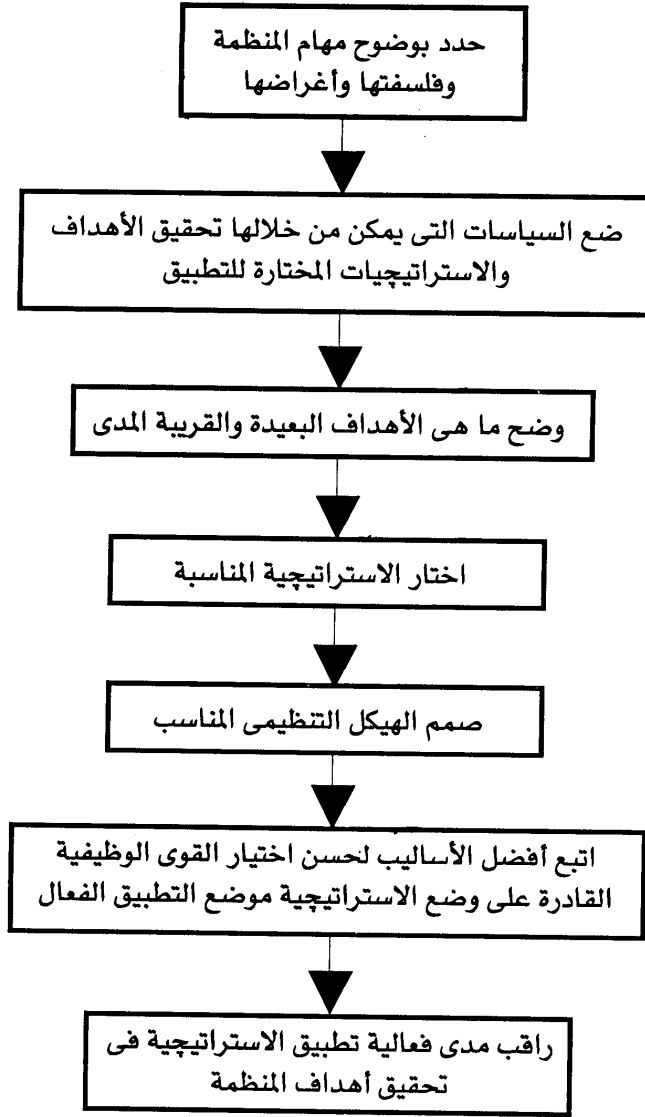 حدد بوضوح مهام المنظمة
وفلسفتها وأغراضها
ضع السياسات التى يمكن من خلالها تحقيق الأهداف
والاستراتيچيات المختارة للتطبيق
وضح ما هى الأهداف البعيدة والقريبة المدى
اختار الاستراتيچية المناسبة
صمم الهيكل التنظيمى المناسب
اتبع أفضل الأساليب لحسن اختيار القوى الوظيفية
القادرة على وضع الاستراتيچية موضع التطبيق الفعال
راقب مدى فعالية تطبيق الاستراتيچية فى
تحقيق أهداف المنظمة